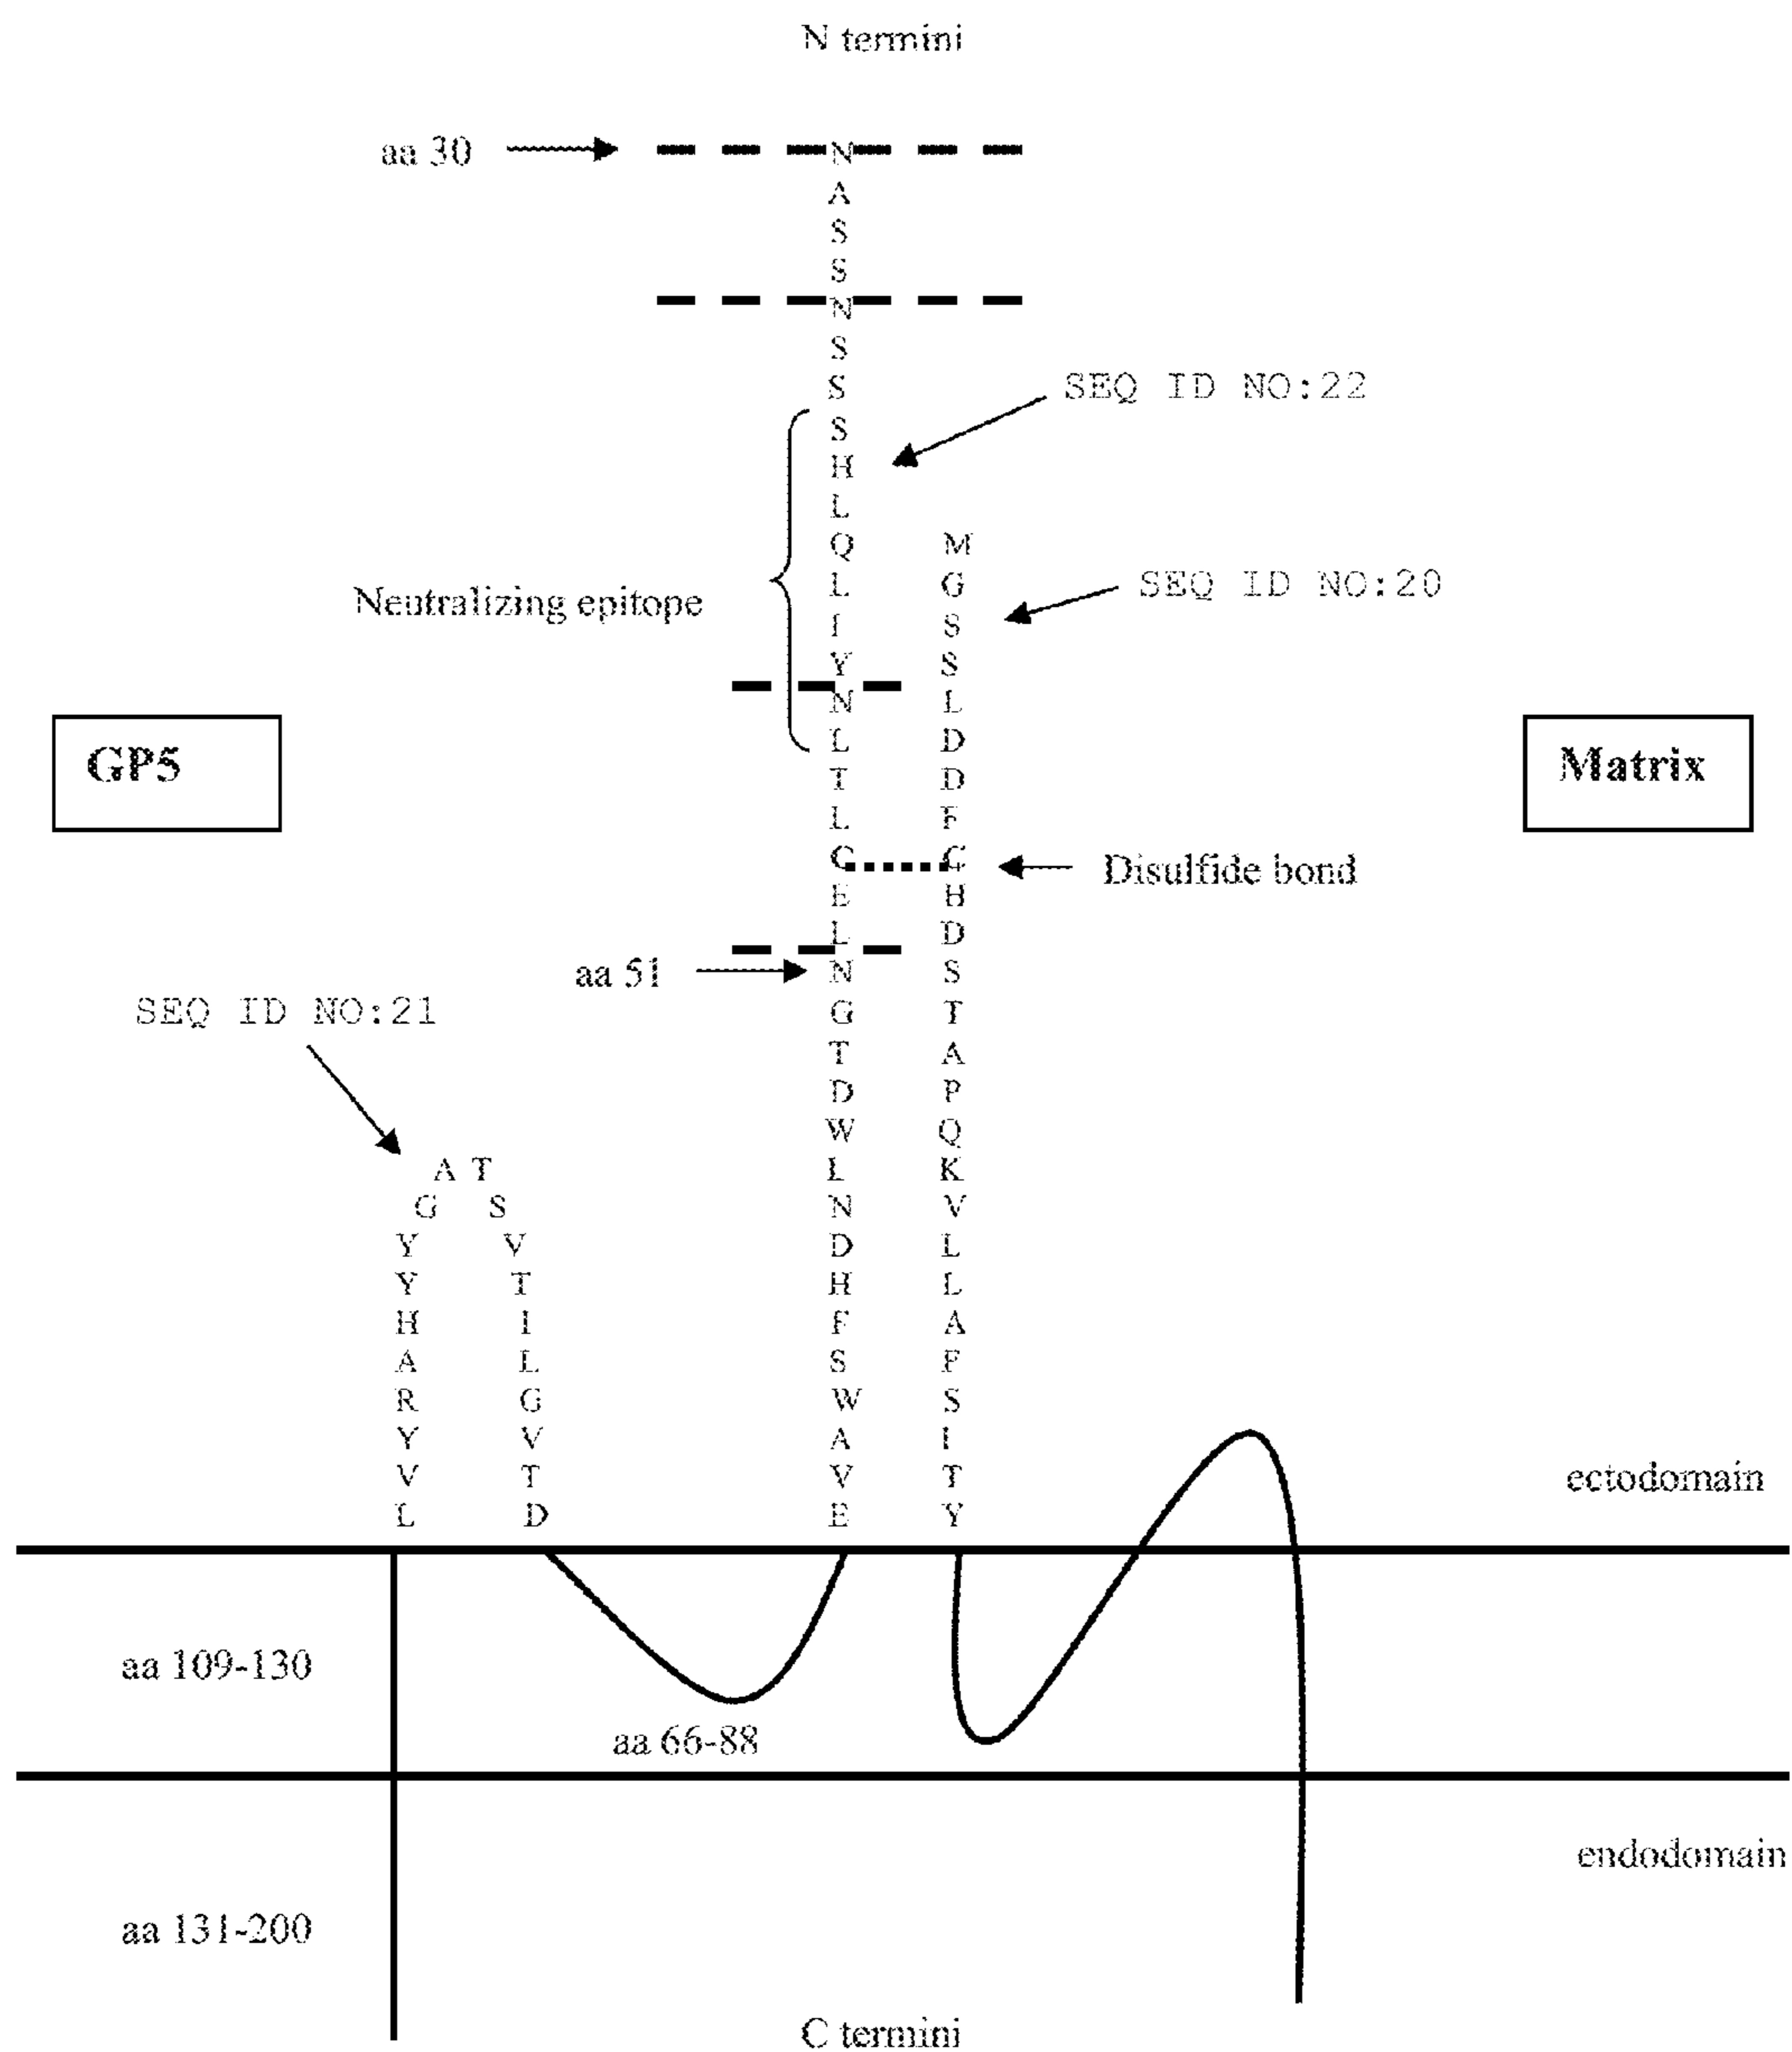 N termini
aa 30
N
A
S
S
N
S
S
S
H
L
Q
L
I
Y
N
L
T
L
C
E
L
N
G
T
D
W
L
N
D
H
F
S
W
A
V
E
SEQ ID NO:22
Neutralizing epitope
M
G
S
S
L
D
D
F
C
H
D
S
T
A
P
Q
K
V
L
L
A
F
S
I
T
Y
SEQ ID NO:20
GP5
Matrix
Disulfide bond
aa 51
SEQ ID NO:21
A T
G S
Y V
Y T
H I
A L
R G
Y V
V T
L D
ectodomain
aa 109-130
aa 66-88
endodomain
aa 131-200
C termini